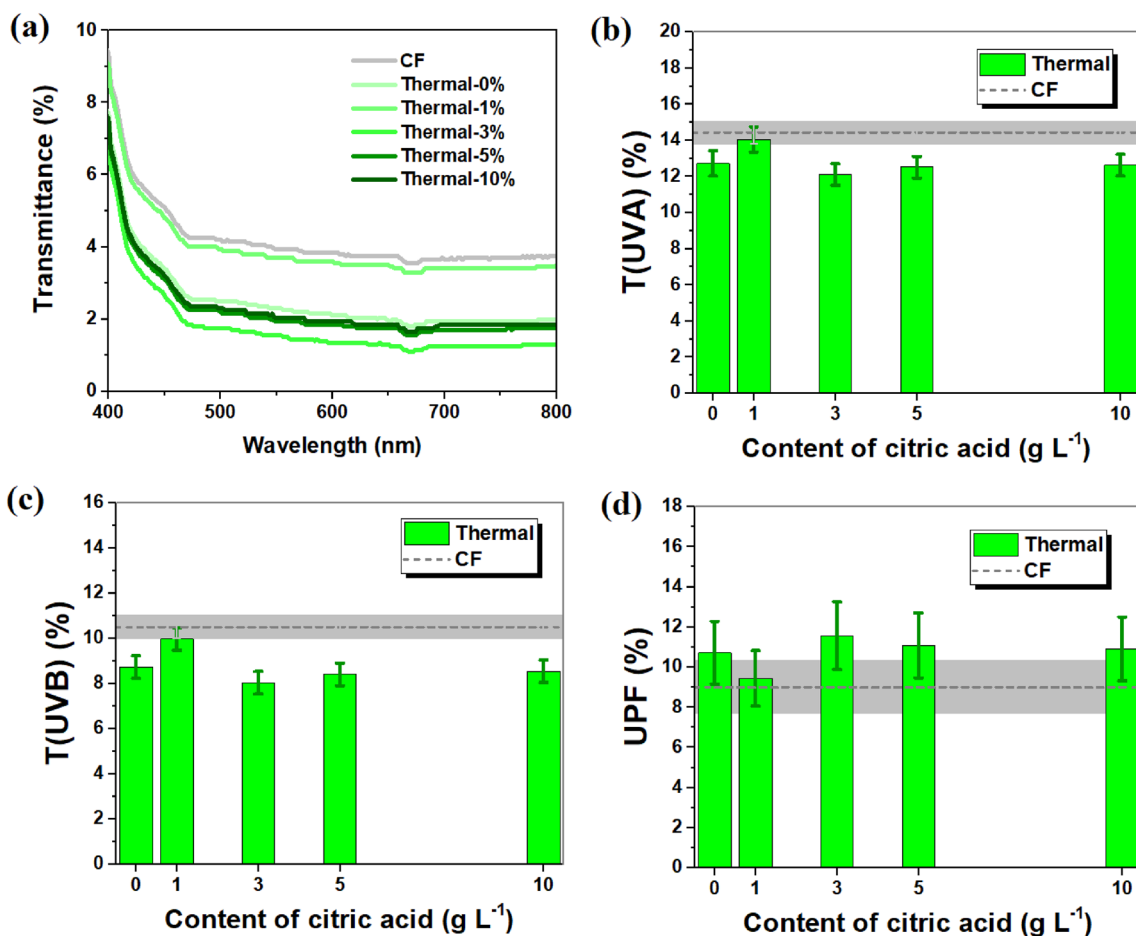 (a)
10
8
6
4
2
0
Transmittance (%)
CF
Thermal-0%
Thermal-1%
Thermal-3%
Thermal-5%
Thermal-10%
400 500 600 700 800
Wavelength (nm)
(b)
20
18
16
14
12
10
8
6
4
2
0
T(UVA) (%)
Thermal
CF
0 1 3 5 10
Content of citric acid (g L⁻¹)
(c)
16
14
12
10
8
6
4
2
0
T(UVB) (%)
Thermal
CF
0 1 3 5 10
Content of citric acid (g L⁻¹)
(d)
18
16
14
12
10
8
6
4
2
0
UPF (%)
Thermal
CF
0 1 3 5 10
Content of citric acid (g L⁻¹)